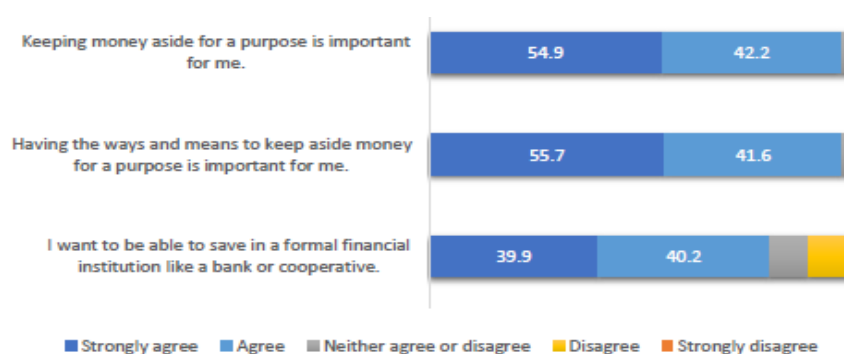 Keeping money aside for a purpose is important
for me.
54.9 42.2
Having the ways and means to keep aside money
for a purpose is important for me.
55.7 41.6
I want to be able to save in a formal financial
institution like a bank or cooperative.
39.9 40.2
Strongly agree Agree Neither agree or disagree Disagree Strongly disagree